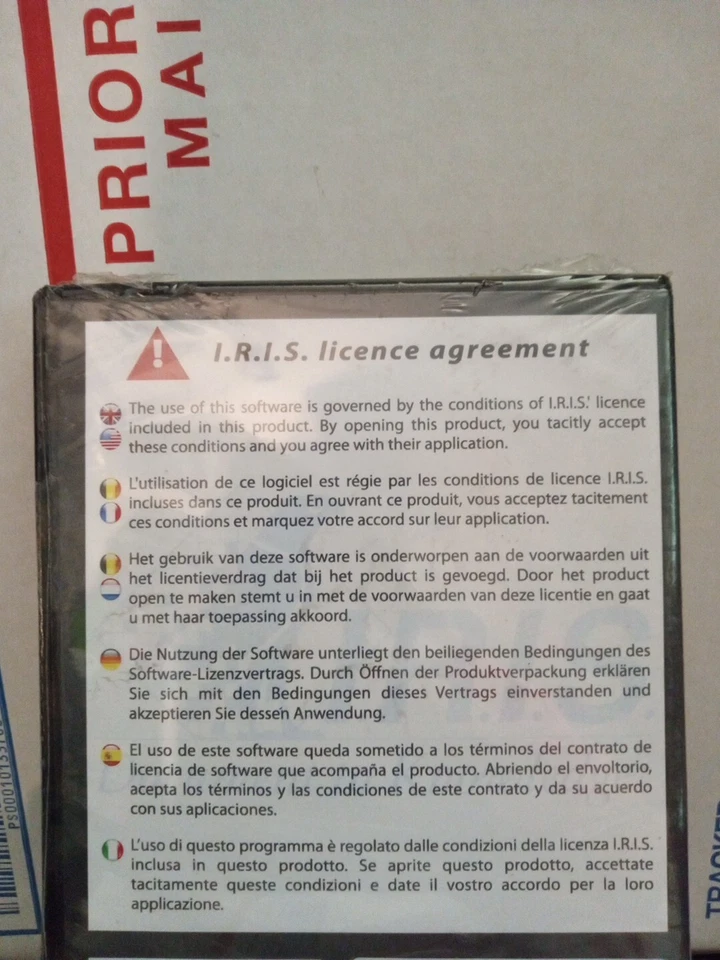 PRIOR
MAI
I.R.I.S. licence agreement
The use of this software is governed by the conditions of I.R.I.S.' licence
included in this product. By opening this product, you tacitly accept
these conditions and you agree with their application.
L'utilisation de ce logiciel est régie par les conditions de licence I.R.I.S.
incluses dans ce produit. En ouvrant ce produit, vous acceptez tacitement
ces conditions et marquez votre accord sur leur application.
Het gebruik van deze software is onderworpen aan de voorwaarden uit
het licentieverdrag dat bij het product is gevoegd. Door het product
open te maken stemt u in met de voorwaarden van deze licentie en gaat
u met haar toepassing akkoord.
Die Nutzung der Software unterliegt den beiliegenden Bedingungen des
Software-Lizenzvertrags. Durch Öffnen der Produktverpackung erklären
Sie sich mit den Bedingungen dieses Vertrags einverstanden und
akzeptieren Sie dessen Anwendung.
El uso de este software queda sometido a los términos del contrato de
licencia de software que acompaña el producto. Abriendo el envoltorio,
acepta los términos y las condiciones de este contrato y da su acuerdo
con sus aplicaciones.
L'uso di questo programma è regolato dalle condizioni della licenza I.R.I.S.
inclusa in questo prodotto. Se aprite questo prodotto, accettate
tacitamente queste condizioni e date il vostro accordo per la loro
applicazione.
TRACKE